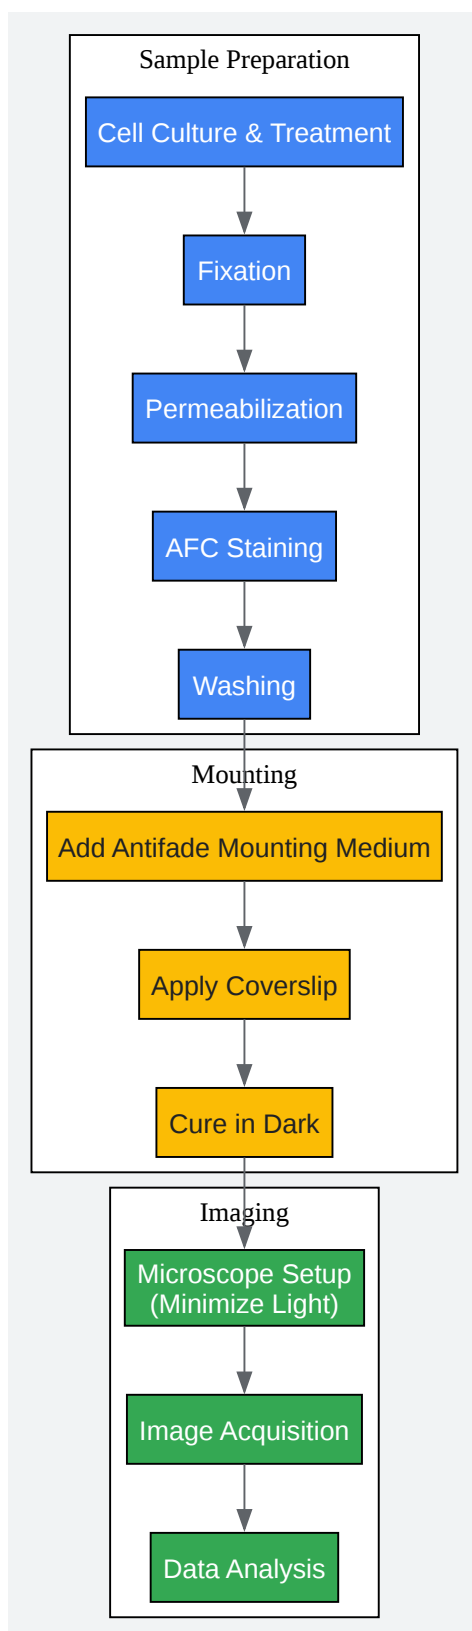 Sample Preparation
Cell Culture & Treatment
Fixation
Permeabilization
AFC Staining
Washing
Mounting
Add Antifade Mounting Medium
Apply Coverslip
Cure in Dark
Imaging
Microscope Setup
(Minimize Light)
Image Acquisition
Data Analysis